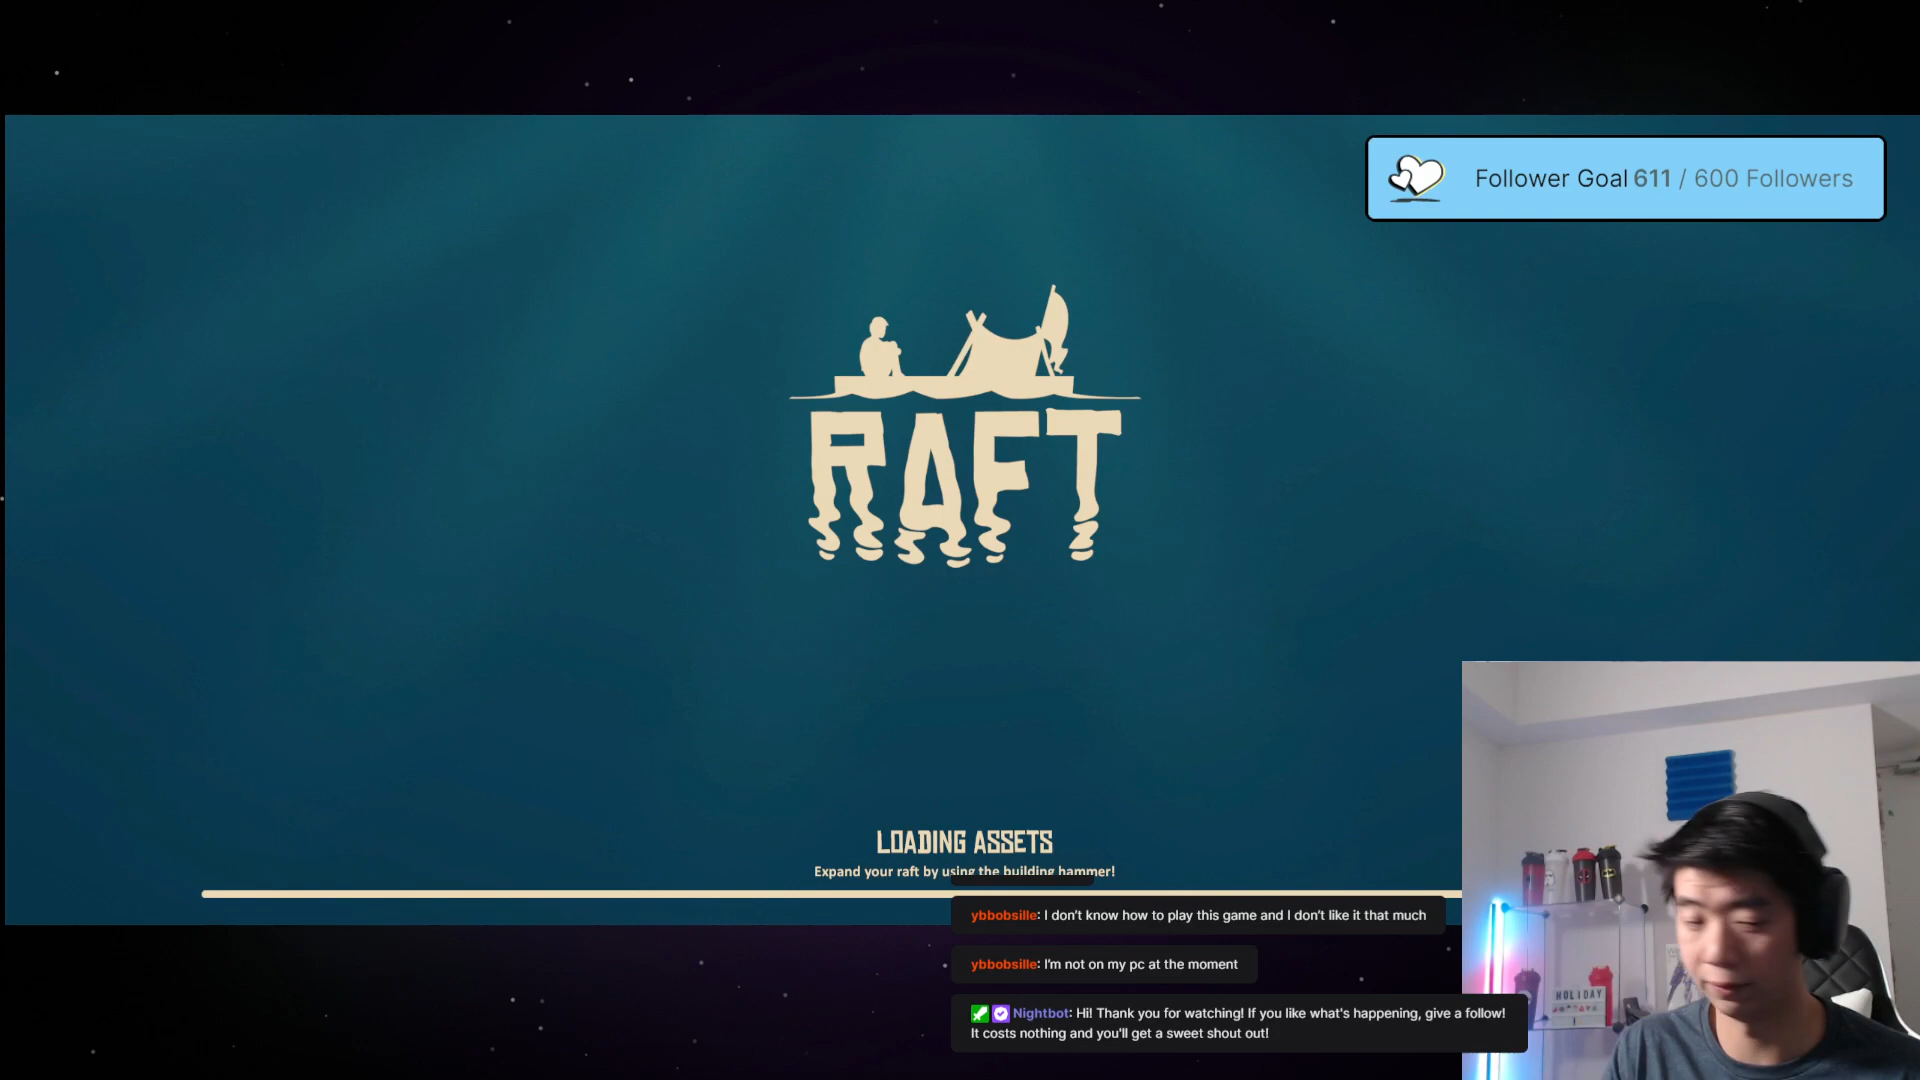 Follower Goal 611 / 600 Followers
RAFT
LOADING ASSETS
Expand your raft by using the building hammer!
ybbobsille: I don't know how to play this game and I don't like it that much
ybbobsille: I'm not on my pc at the moment
Nightbot: Hi! Thank you for watching! If you like what's happening, give a follow!
It costs nothing and you'll get a sweet shout out!
HOLIDAY